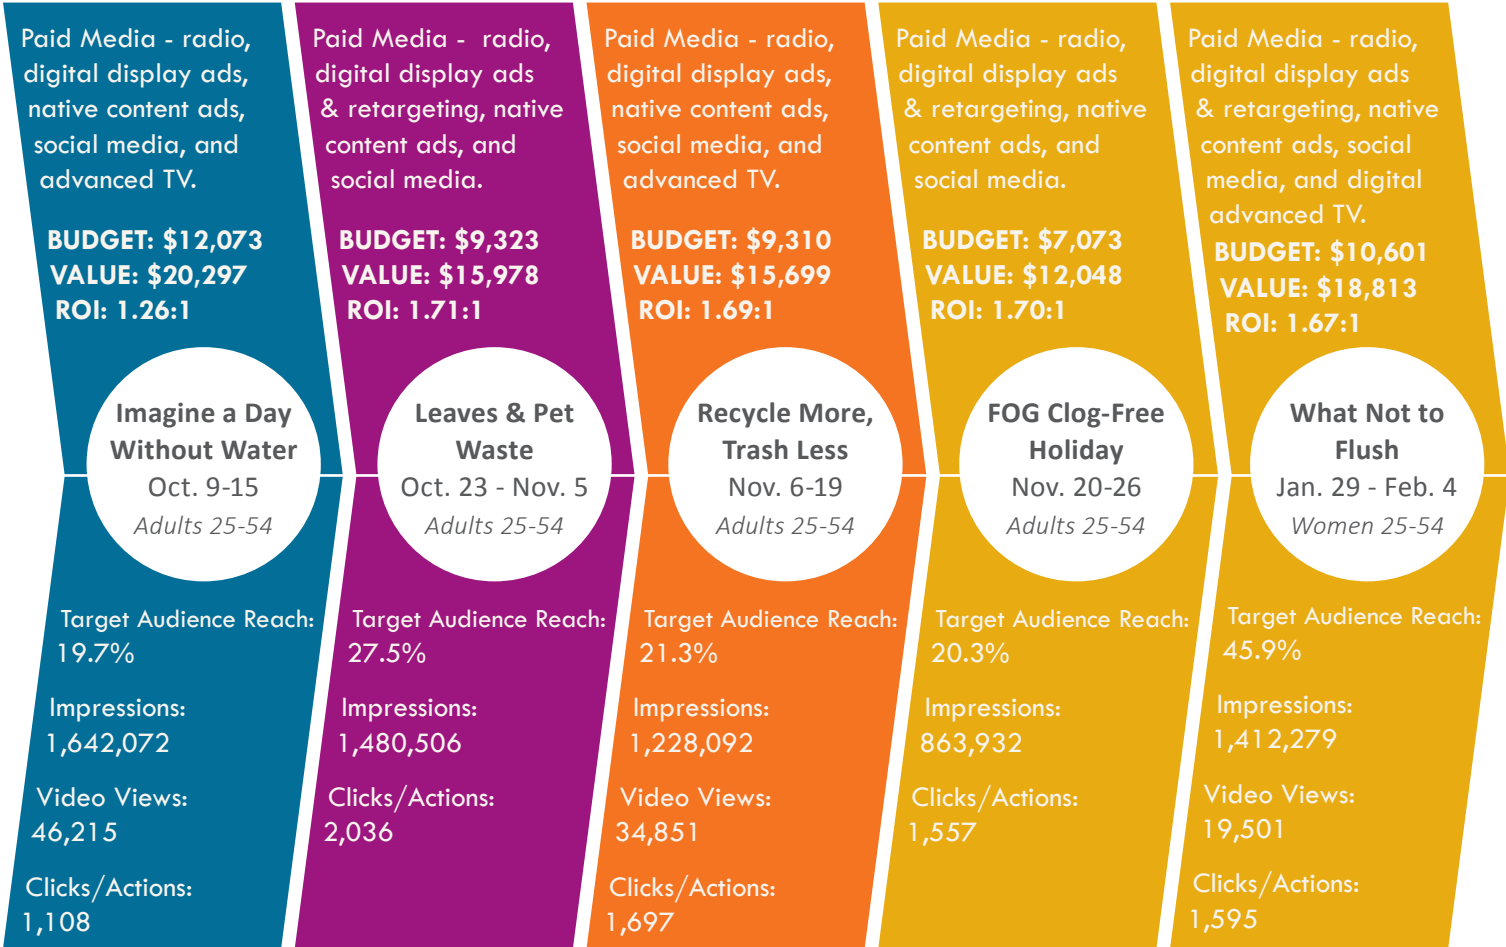 Paid Media - radio,
digital display ads,
native content ads,
social media, and
advanced TV.
BUDGET: $12,073
VALUE: $20,297
ROI: 1.26:1
Imagine a Day
Without Water
Oct. 9-15
Adults 25-54
Target Audience Reach:
19.7%
Impressions:
1,642,072
Video Views:
46,215
Clicks/Actions:
1,108
Paid Media - radio,
digital display ads
& retargeting, native
content ads, and
social media.
BUDGET: $9,323
VALUE: $15,978
ROI: 1.71:1
Leaves & Pet
Waste
Oct. 23 - Nov. 5
Adults 25-54
Target Audience Reach:
27.5%
Impressions:
1,480,506
Clicks/Actions:
2,036
Paid Media - radio,
digital display ads,
native content ads,
social media, and
advanced TV.
BUDGET: $9,310
VALUE: $15,699
ROI: 1.69:1
Recycle More,
Trash Less
Nov. 6-19
Adults 25-54
Target Audience Reach:
21.3%
Impressions:
1,228,092
Video Views:
34,851
Clicks/Actions:
1,697
Paid Media - radio,
digital display ads
& retargeting, native
content ads, and
social media.
BUDGET: $7,073
VALUE: $12,048
ROI: 1.70:1
FOG Clog-Free
Holiday
Nov. 20-26
Adults 25-54
Target Audience Reach:
20.3%
Impressions:
863,932
Clicks/Actions:
1,557
Paid Media - radio,
digital display ads
& retargeting, native
content ads, social
media, and digital
advanced TV.
BUDGET: $10,601
VALUE: $18,813
ROI: 1.67:1
What Not to
Flush
Jan. 29 - Feb. 4
Women 25-54
Target Audience Reach:
45.9%
Impressions:
1,412,279
Video Views:
19,501
Clicks/Actions:
1,595